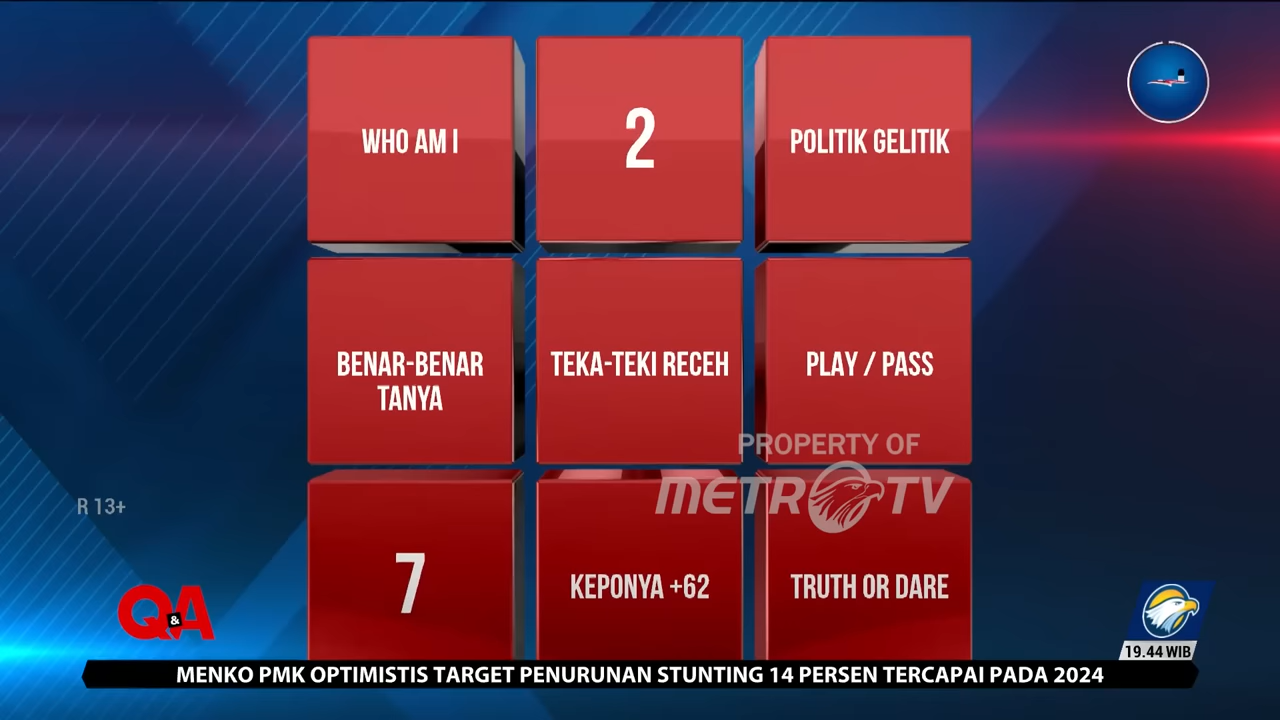 WHO AM I
2
POLITIK GELITIK
BENAR-BENAR
TANYA
TEKA-TEKI RECEH
PLAY / PASS
PROPERTY OF
METRO TV
R 13+
7
KEPONYA +62
TRUTH OR DARE
Q&A
19.44 WIB
MENKO PMK OPTIMISTIS TARGET PENURUNAN STUNTING 14 PERSEN TERCAPAI PADA 2024